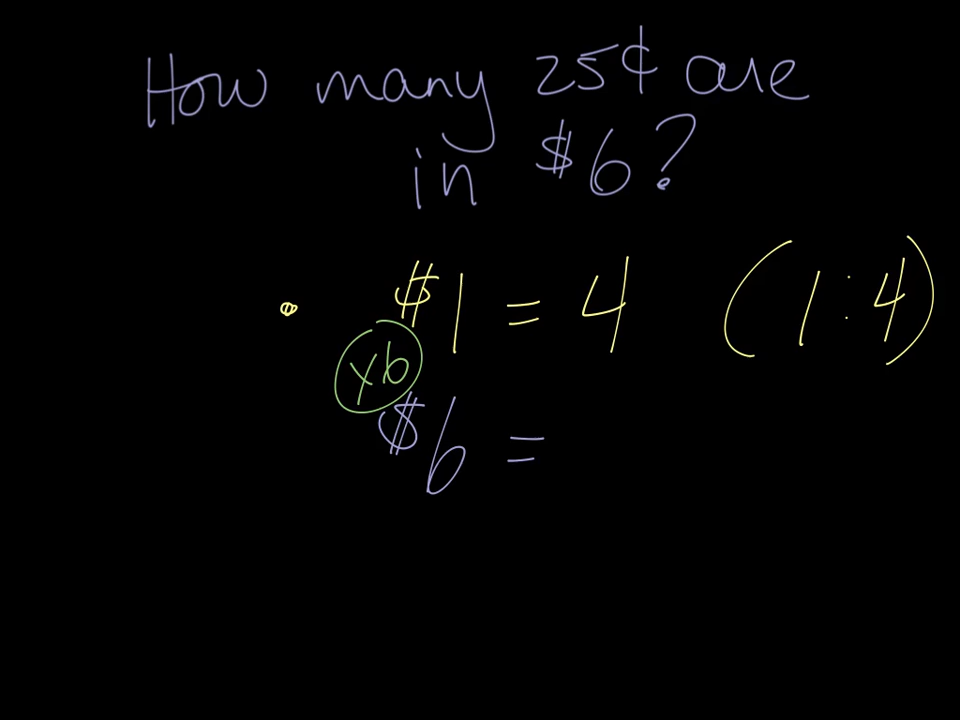 How many 25¢ are
in $6?
• $1 = 4 (1:4)
x6
$6 =